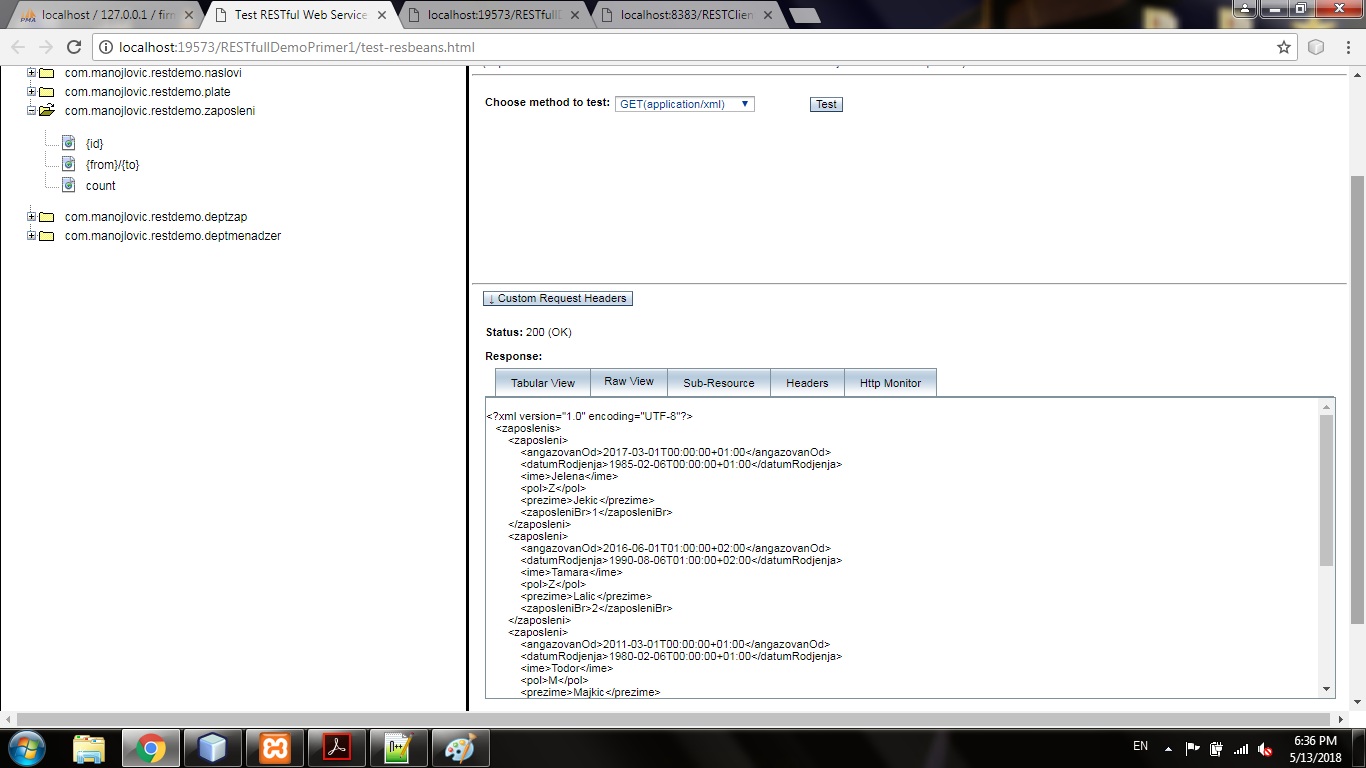 localhost / 127.0.0.1 / firm
Test RESTful Web Service
localhost:19573/RESTfullD
localhost:8383/RESTClien
localhost:19573/RESTfullDemoPrimer1/test-resbeans.html
com.manojlovic.restdemo.naslovi
com.manojlovic.restdemo.plate
com.manojlovic.restdemo.zaposleni
{id}
{from}/{to}
count
com.manojlovic.restdemo.deptzap
com.manojlovic.restdemo.deptmenadzer
Choose method to test: GET(application/xml) Test
↓ Custom Request Headers
Status: 200 (OK)
Response:
Tabular View Raw View Sub-Resource Headers Http Monitor
<?xml version="1.0" encoding="UTF-8"?>
<zaposlenis>
<zaposleni>
<angazovanOd>2017-03-01T00:00:00+01:00</angazovanOd>
<datumRodjenja>1985-02-06T00:00:00+01:00</datumRodjenja>
<ime>Jelena</ime>
<pol>Z</pol>
<prezime>Jekic</prezime>
<zaposleniBr>1</zaposleniBr>
</zaposleni>
<zaposleni>
<angazovanOd>2016-06-01T01:00:00+02:00</angazovanOd>
<datumRodjenja>1990-08-06T01:00:00+02:00</datumRodjenja>
<ime>Tamara</ime>
<pol>Z</pol>
<prezime>Lalic</prezime>
<zaposleniBr>2</zaposleniBr>
</zaposleni>
<zaposleni>
<angazovanOd>2011-03-01T00:00:00+01:00</angazovanOd>
<datumRodjenja>1980-02-06T00:00:00+01:00</datumRodjenja>
<ime>Todor</ime>
<pol>M</pol>
<prezime>Majkic</prezime>
EN
6:36 PM
5/13/2018